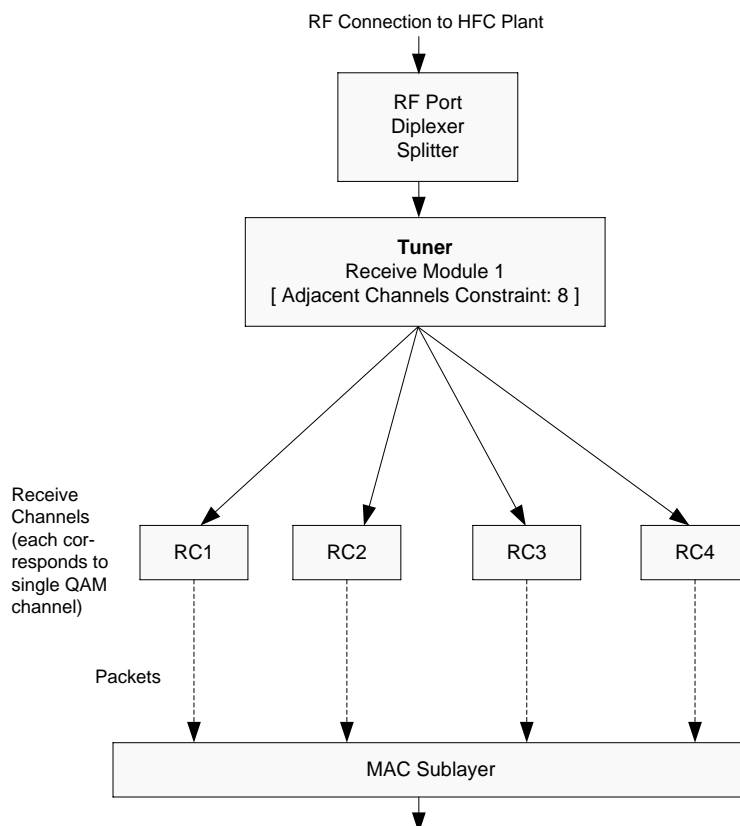 RF Connection to HFC Plant
RF Port
Diplexer
Splitter
Tuner
Receive Module 1
[ Adjacent Channels Constraint: 8 ]
Receive
Channels
(each cor-
responds to
single QAM
channel)
RC1
RC2
RC3
RC4
Packets
MAC Sublayer